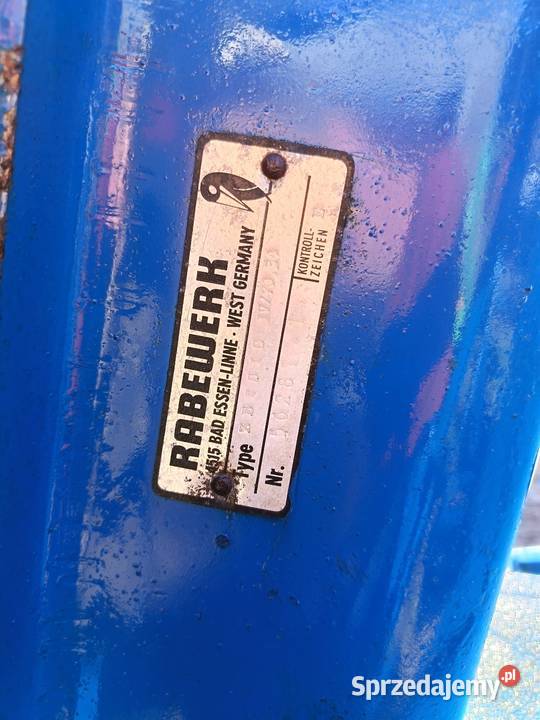 RABEWERK
4515 BAD ESSEN-LINNE · WEST GERMANY
Type
Nr.
KONTROLL-
ZEICHEN E
Sprzedajemy.pl